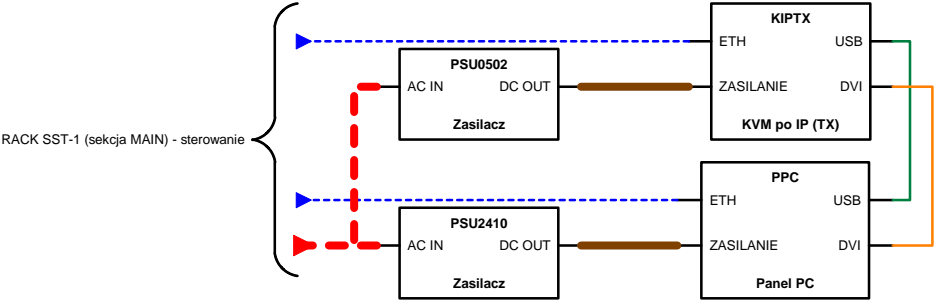 KIPTX
ETH
USB
PSU0502
AC IN
DC OUT
ZASILANIE
DVI
Zasilacz
KVM po IP (TX)
RACK SST-1 (sekcja MAIN) - sterowanie
PPC
ETH
USB
PSU2410
AC IN
DC OUT
ZASILANIE
DVI
Zasilacz
Panel PC